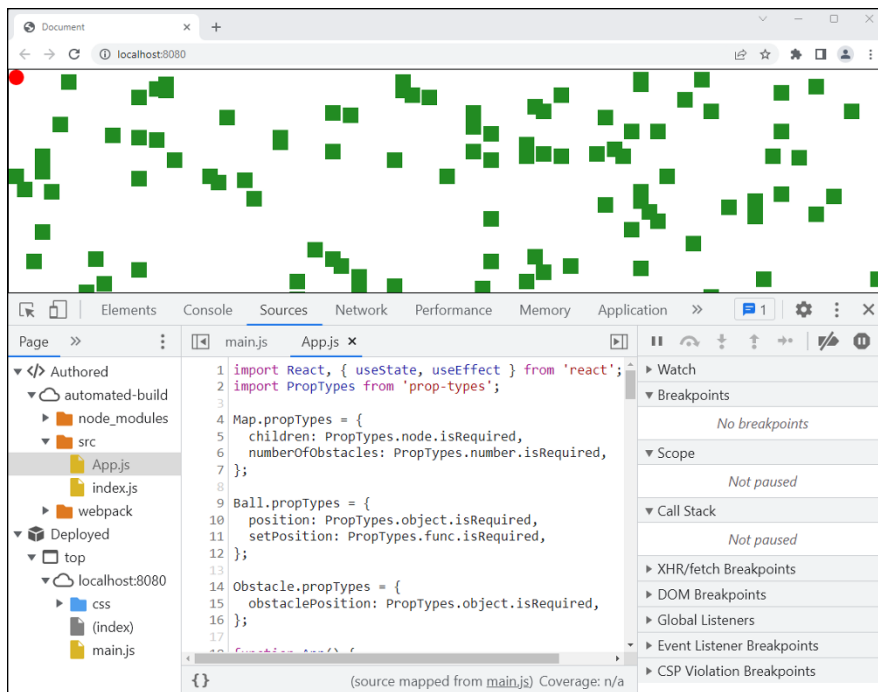 Document
localhost:8080
Elements Console Sources Network Performance Memory Application 1
Page
main.js App.js
Authored
automated-build
node_modules
src
App.js
index.js
webpack
Deployed
top
localhost:8080
css
(index)
main.js
1 import React, { useState, useEffect } from 'react';
2 import PropTypes from 'prop-types';
3
4 Map.propTypes = {
5 children: PropTypes.node.isRequired,
6 numberOfObstacles: PropTypes.number.isRequired,
7 };
8
9 Ball.propTypes = {
10 position: PropTypes.object.isRequired,
11 setPosition: PropTypes.func.isRequired,
12 };
13
14 Obstacle.propTypes = {
15 obstaclePosition: PropTypes.object.isRequired,
16 };
17
18 function App() {
{} (source mapped from main.js) Coverage: n/a
Watch
Breakpoints
No breakpoints
Scope
Not paused
Call Stack
Not paused
XHR/fetch Breakpoints
DOM Breakpoints
Global Listeners
Event Listener Breakpoints
CSP Violation Breakpoints